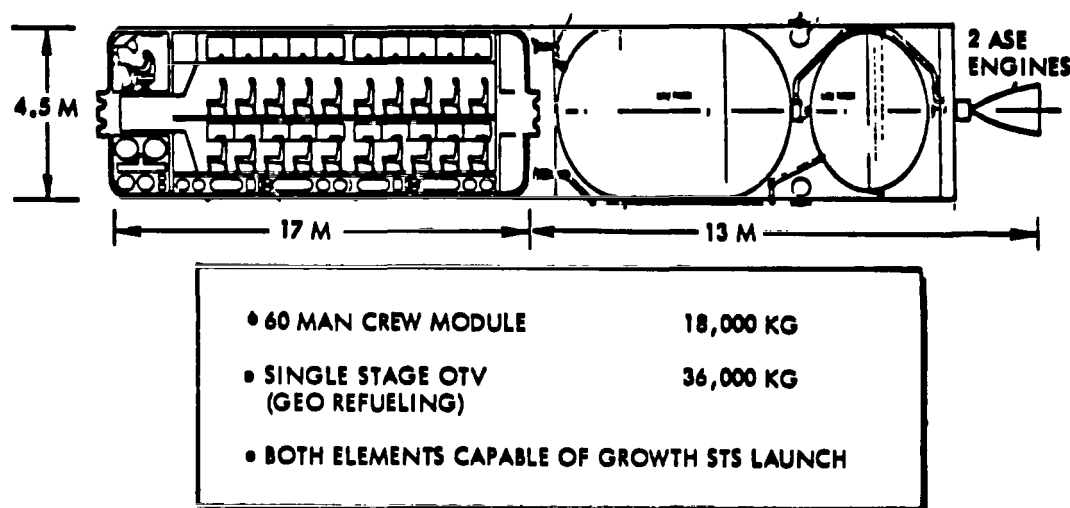 2 ASE
ENGINES
4.5 M
17 M
13 M
• 60 MAN CREW MODULE 18,000 KG
• SINGLE STAGE OTV 36,000 KG
(GEO REFUELING)
• BOTH ELEMENTS CAPABLE OF GROWTH STS LAUNCH